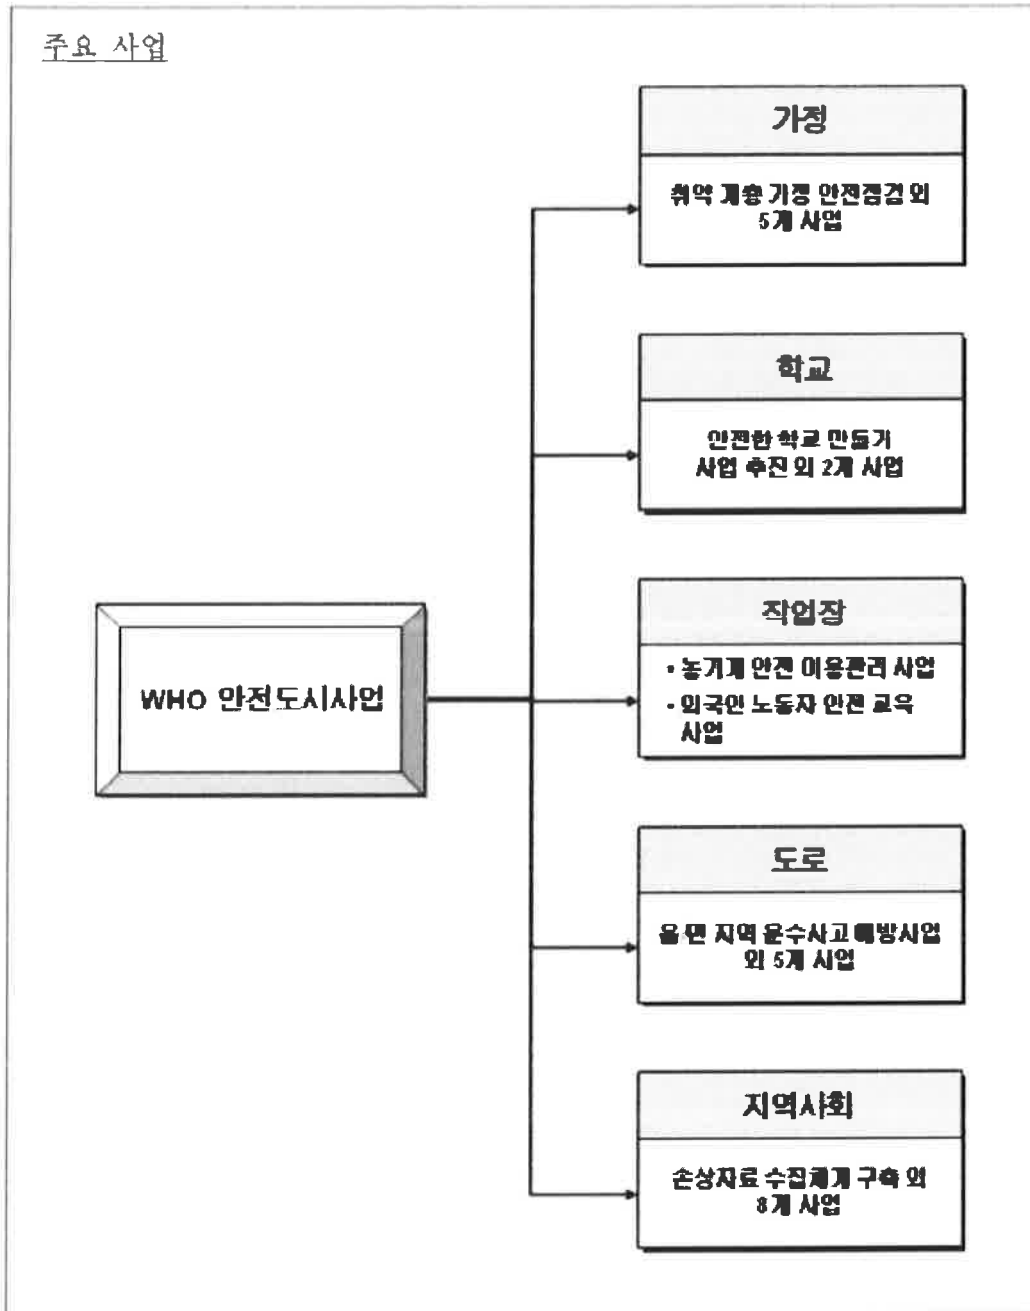 주요 사업
가정
취약 계층 가정 안전점검 외
5개 사업
학교
안전한 학교 만들기
사업 추진 외 2개 사업
작업장
• 농기계 안전 이용관리 사업
• 외국인 노동자 안전 교육
사업
WHO 안전도시사업
도로
읍·면 지역 운수사고 예방사업
외 5개 사업
지역사회
손상자료 수집체계 구축 외
8개 사업